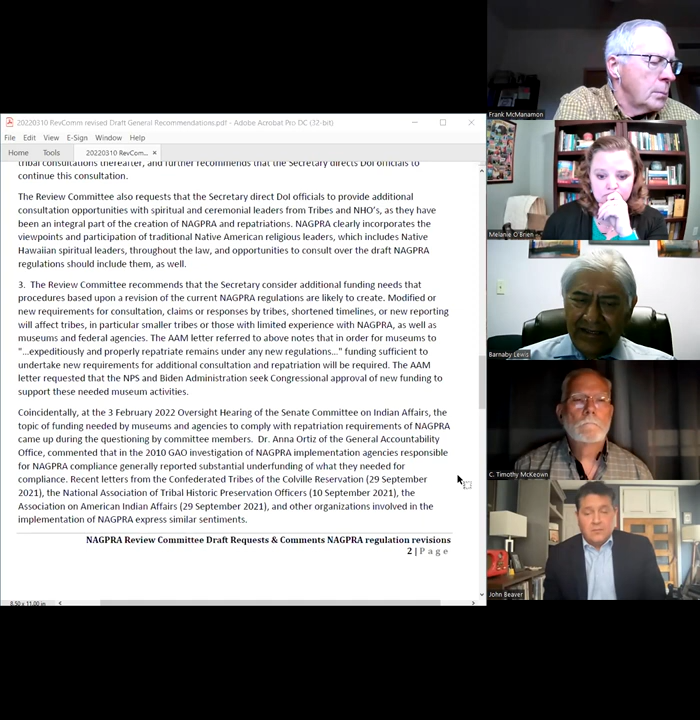 20220310 RevComm revised Draft General Recommendations.pdf - Adobe Acrobat Pro DC (32-bit)
File Edit View E-Sign Window Help
Home Tools 20220310 RevCom... ×
tribal consultations thereafter, and further recommends that the Secretary directs DoI officials to
continue this consultation.
The Review Committee also requests that the Secretary direct DoI officials to provide additional
consultation opportunities with spiritual and ceremonial leaders from Tribes and NHO's, as they have
been an integral part of the creation of NAGPRA and repatriations. NAGPRA clearly incorporates the
viewpoints and participation of traditional Native American religious leaders, which includes Native
Hawaiian spiritual leaders, throughout the law, and opportunities to consult over the draft NAGPRA
regulations should include them, as well.
3. The Review Committee recommends that the Secretary consider additional funding needs that
procedures based upon a revision of the current NAGPRA regulations are likely to create. Modified or
new requirements for consultation, claims or responses by tribes, shortened timelines, or new reporting
will affect tribes, in particular smaller tribes or those with limited experience with NAGPRA, as well as
museums and federal agencies. The AAM letter referred to above notes that in order for museums to
"...expeditiously and properly repatriate remains under any new regulations..." funding sufficient to
undertake new requirements for additional consultation and repatriation will be required. The AAM
letter requested that the NPS and Biden Administration seek Congressional approval of new funding to
support these needed museum activities.
Coincidentally, at the 3 February 2022 Oversight Hearing of the Senate Committee on Indian Affairs, the
topic of funding needed by museums and agencies to comply with repatriation requirements of NAGPRA
came up during the questioning by committee members. Dr. Anna Ortiz of the General Accountability
Office, commented that in the 2010 GAO investigation of NAGPRA implementation agencies responsible
for NAGPRA compliance generally reported substantial underfunding of what they needed for
compliance. Recent letters from the Confederated Tribes of the Colville Reservation (29 September
2021), the National Association of Tribal Historic Preservation Officers (10 September 2021), the
Association on American Indian Affairs (29 September 2021), and other organizations involved in the
implementation of NAGPRA express similar sentiments.
NAGPRA Review Committee Draft Requests & Comments NAGPRA regulation revisions
2 | P a g e
8.50 x 11.00 in
Frank McManamon
Melanie O'Brien
Barnaby Lewis
C. Timothy McKeown
John Beaver